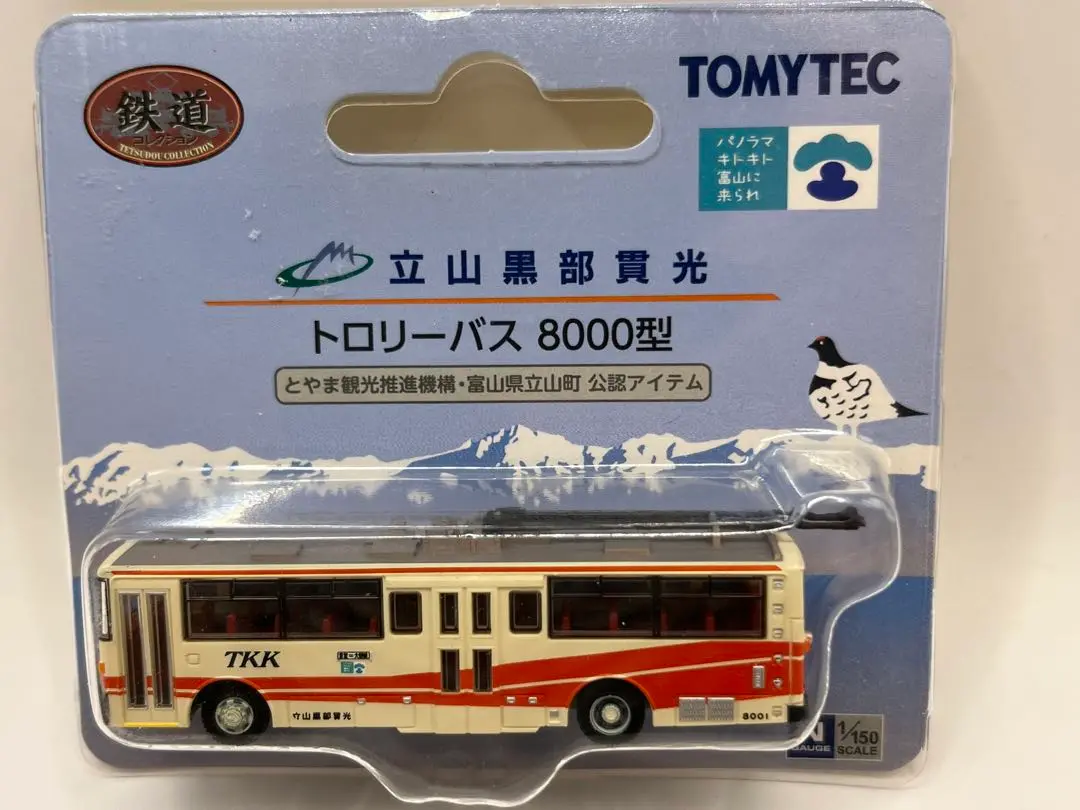 鉄道
コレクション
TETSUDOU COLLECTION
TOMYTEC
パノラマ
キトキト
富山に
来られ
立山黒部貫光
トロリーバス 8000型
とやま観光推進機構・富山県立山町 公認アイテム
TKK
立山黒部貫光
8001
N
GAUGE
1/150
SCALE